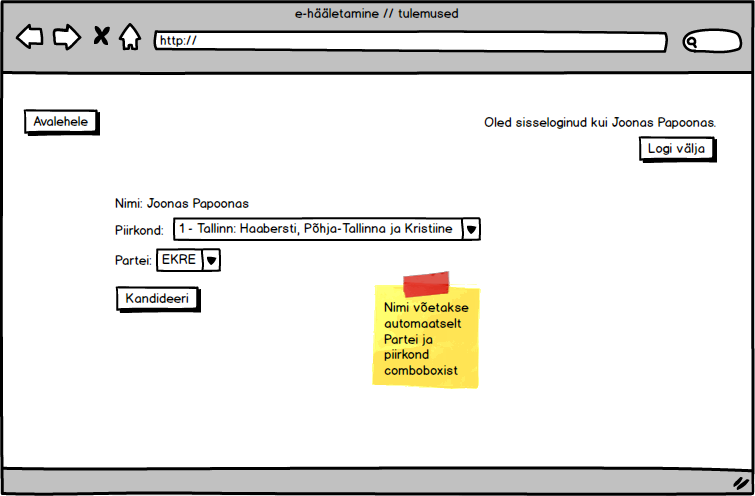 e-hääletamine // tulemused
http://
Avalehele
Oled sisseloginud kui Joonas Papoonas.
Logi välja
Nimi: Joonas Papoonas
Piirkond: 1 - Tallinn: Haabersti, Põhja-Tallinna ja Kristiine
Partei: EKRE
Kandideeri
Nimi võetakse
automaatselt
Partei ja
piirkond
comboboxist